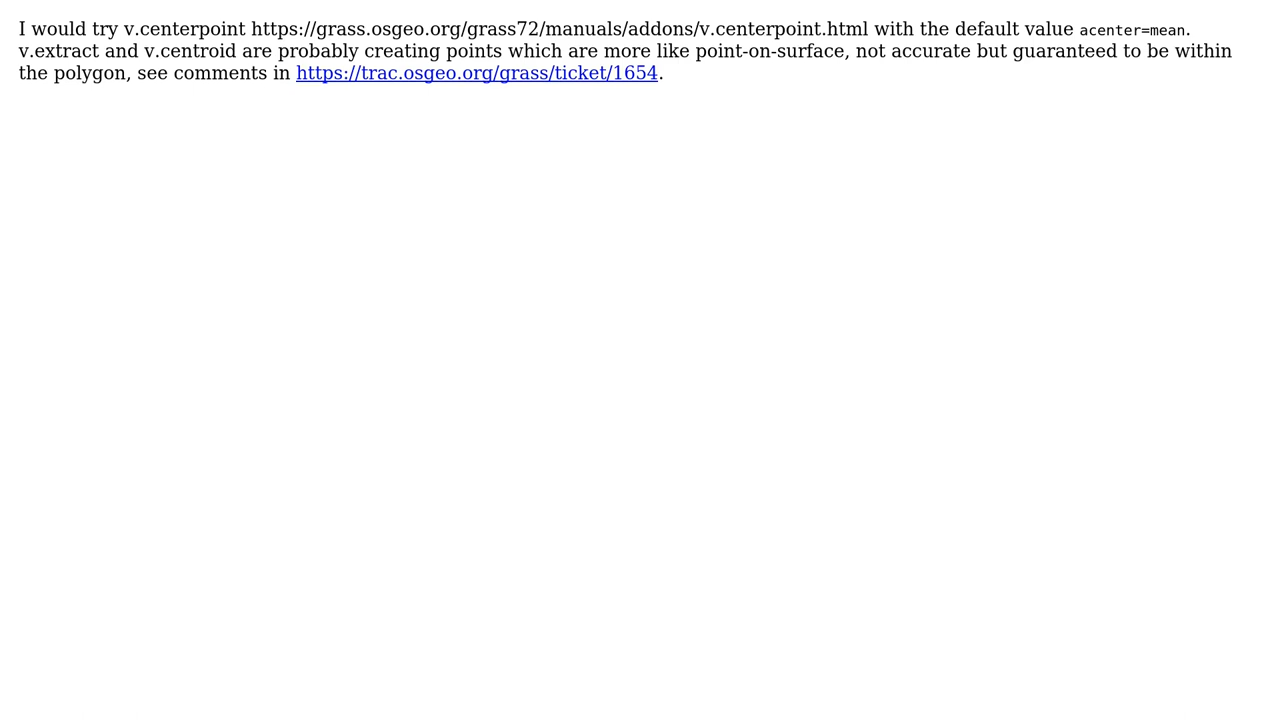 I would try v.centerpoint https://grass.osgeo.org/grass72/manuals/addons/v.centerpoint.html with the default value acenter=mean.
v.extract and v.centroid are probably creating points which are more like point-on-surface, not accurate but guaranteed to be within
the polygon, see comments in https://trac.osgeo.org/grass/ticket/1654.